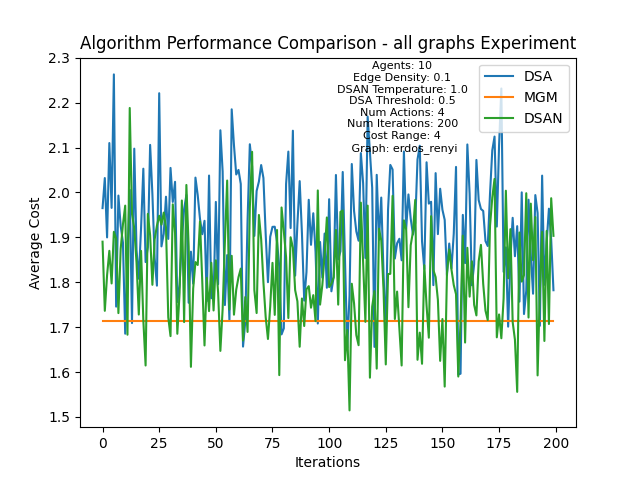 Algorithm Performance Comparison - all graphs Experiment
Agents: 10
Edge Density: 0.1
DSAN Temperature: 1.0
DSA Threshold: 0.5
Num Actions: 4
Num Iterations: 200
Cost Range: 4
Graph: erdos_renyi
DSA
MGM
DSAN
2.3
2.2
2.1
2.0
1.9
1.8
1.7
1.6
1.5
Average Cost
0
25
50
75
100
125
150
175
200
Iterations